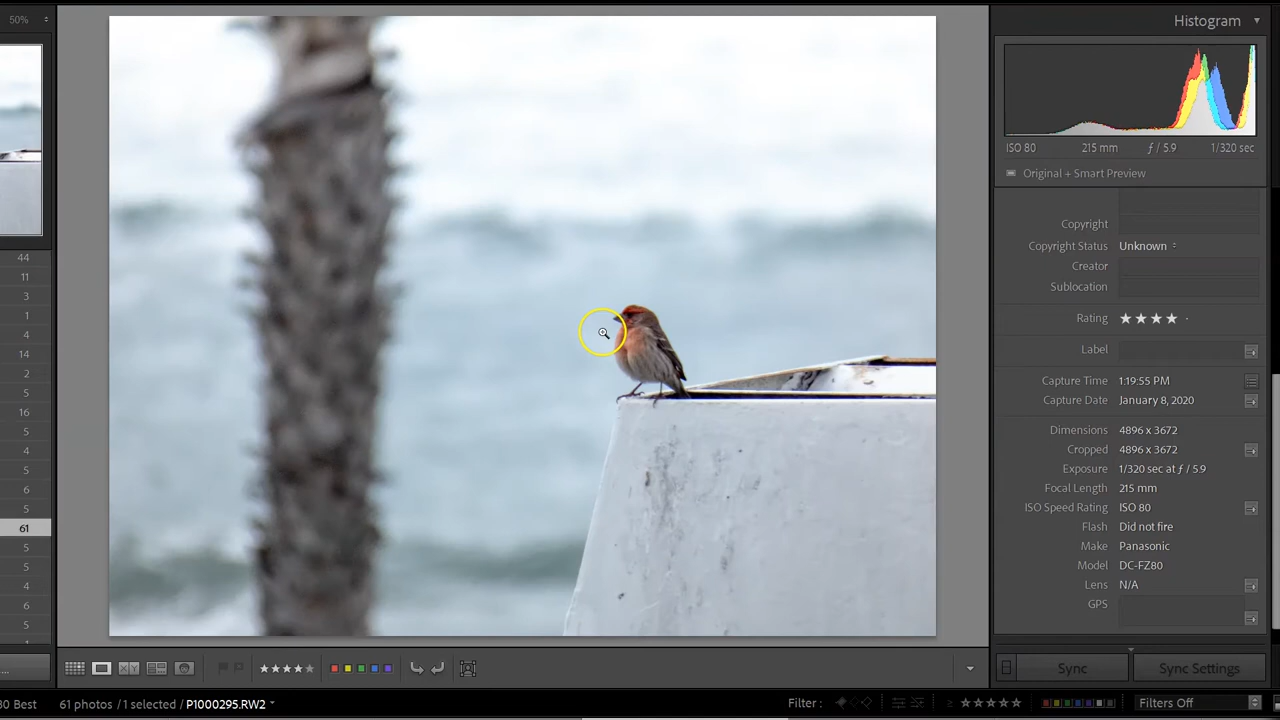 50%
44
11
3
1
4
14
2
5
16
5
4
5
6
5
61
5
5
4
6
5
...
Histogram
ISO 80 215 mm ƒ / 5.9 1/320 sec
Original + Smart Preview
Copyright
Copyright Status Unknown
Creator
Sublocation
Rating ★ ★ ★ ★ ·
Label
Capture Time 1:19:55 PM
Capture Date January 8, 2020
Dimensions 4896 x 3672
Cropped 4896 x 3672
Exposure 1/320 sec at ƒ / 5.9
Focal Length 215 mm
ISO Speed Rating ISO 80
Flash Did not fire
Make Panasonic
Model DC-FZ80
Lens N/A
GPS
XY
Sync Sync Settings
30 Best 61 photos / 1 selected / P1000295.RW2
Filter : ≥ ★★★★★ Filters Off